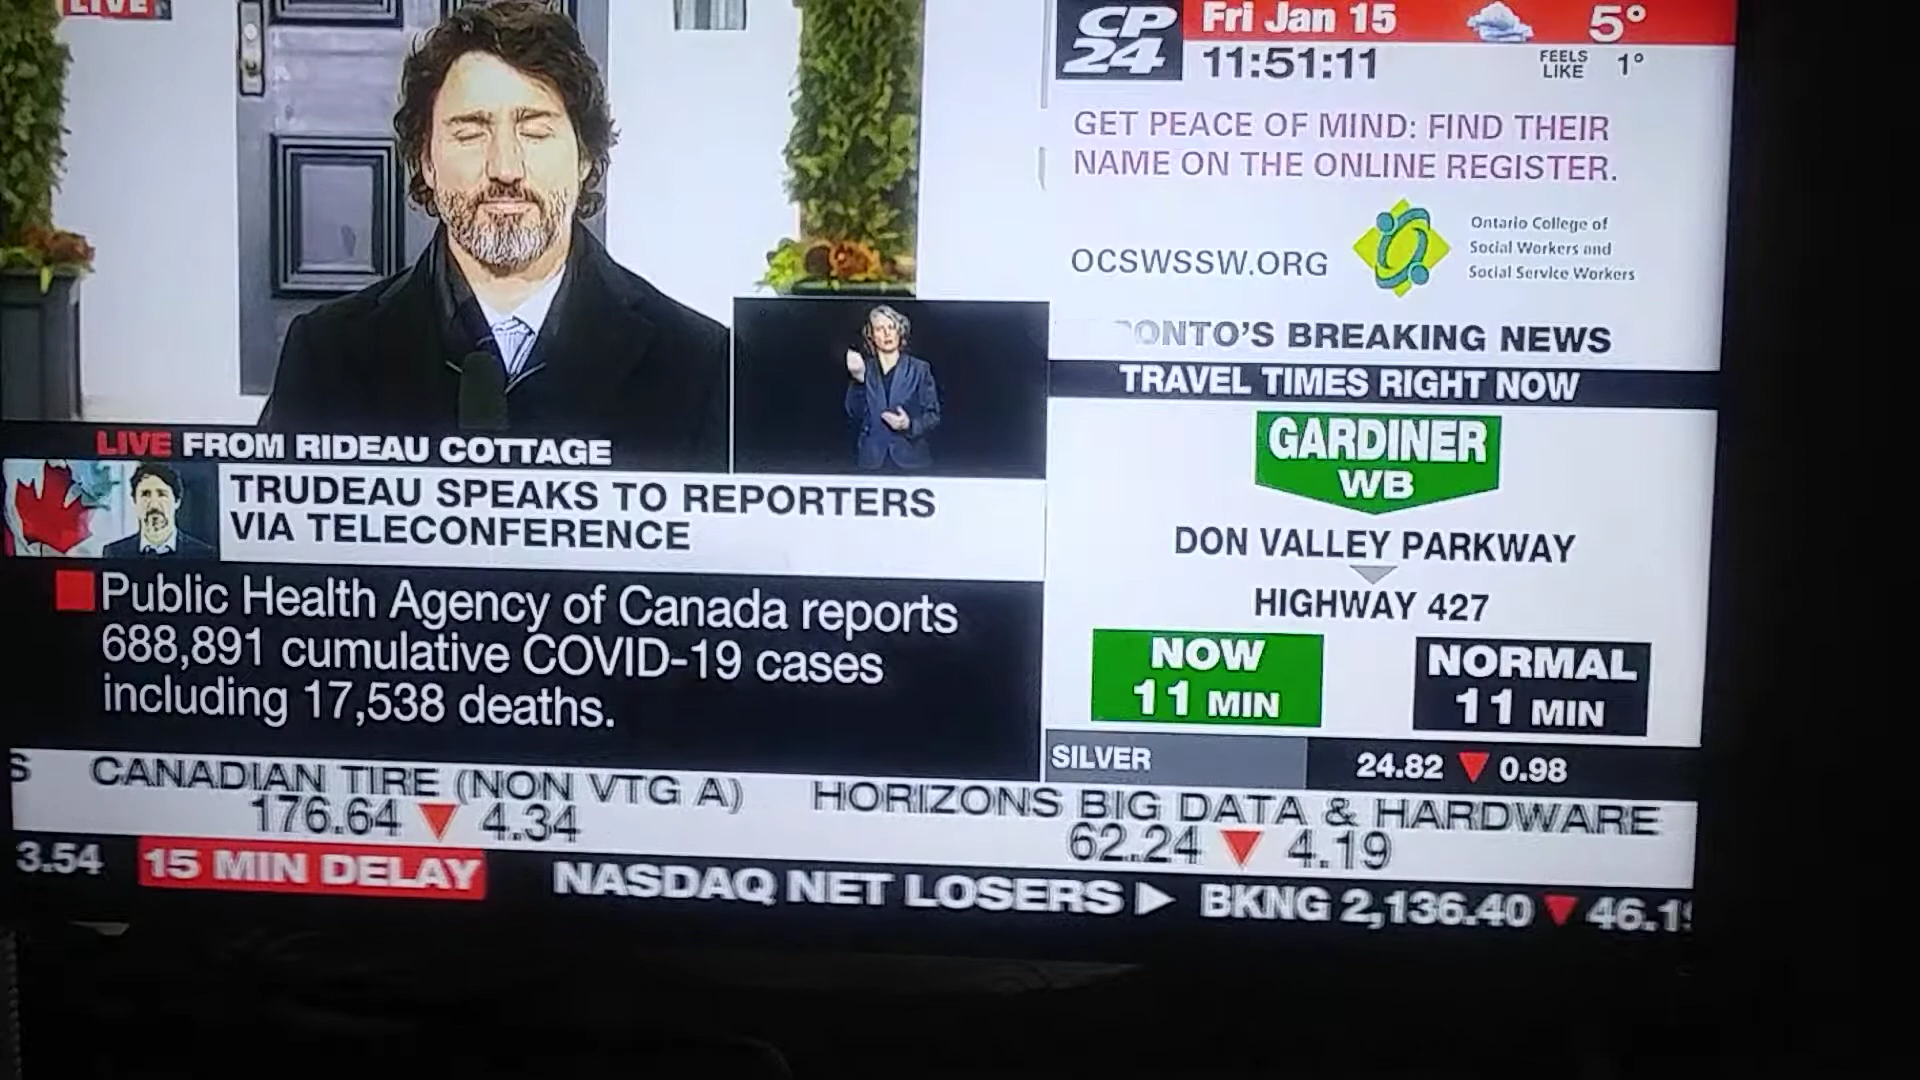 LIVE
CP
24
Fri Jan 15
5°
11:51:11
FEELS
LIKE
1°
GET PEACE OF MIND: FIND THEIR
NAME ON THE ONLINE REGISTER.
OCSWSSW.ORG
Ontario College of
Social Workers and
Social Service Workers
ONTO'S BREAKING NEWS
TRAVEL TIMES RIGHT NOW
GARDINER
WB
DON VALLEY PARKWAY
HIGHWAY 427
NOW
11 MIN
NORMAL
11 MIN
LIVE FROM RIDEAU COTTAGE
TRUDEAU SPEAKS TO REPORTERS
VIA TELECONFERENCE
Public Health Agency of Canada reports
688,891 cumulative COVID-19 cases
including 17,538 deaths.
SILVER
24.82 ▼ 0.98
S CANADIAN TIRE (NON VTG A) HORIZONS BIG DATA & HARDWARE
176.64 ▼ 4.34 62.24 ▼ 4.19
3.54 15 MIN DELAY NASDAQ NET LOSERS ▶ BKNG 2,136.40 ▼ 46.1